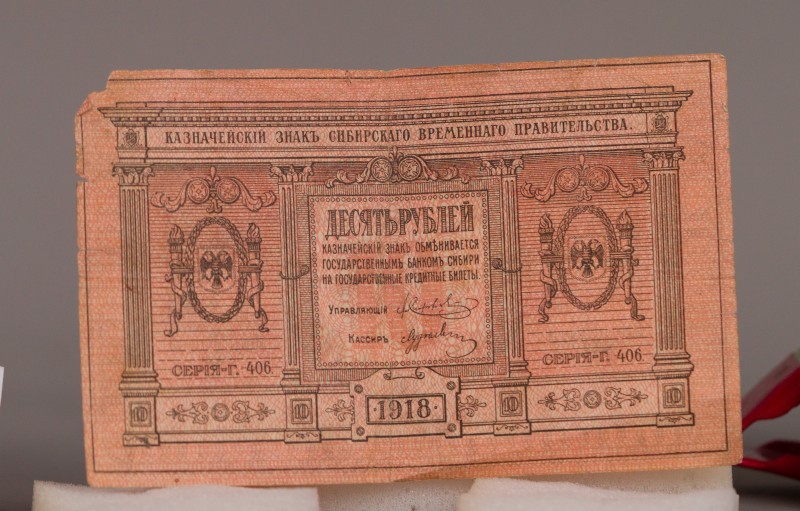 КАЗНАЧЕЙСКІЙ ЗНАКЪ СИБИРСКАГО ВРЕМЕННАГО ПРАВИТЕЛЬСТВА.
ДЕСЯТЬ РУБЛЕЙ
КАЗНАЧЕЙСКІЙ ЗНАКЪ ОБМѢНИВАЕТСЯ
ГОСУДАРСТВЕННЫМЪ БАНКОМЪ СИБИРИ
НА ГОСУДАРСТВЕННЫЕ КРЕДИТНЫЕ БИЛЕТЫ.
УПРАВЛЯЮЩІЙ
КАССИРЪ
СЕРІЯ-Г. 406.
СЕРІЯ-Г. 406.
10
10
·1918·
10
10